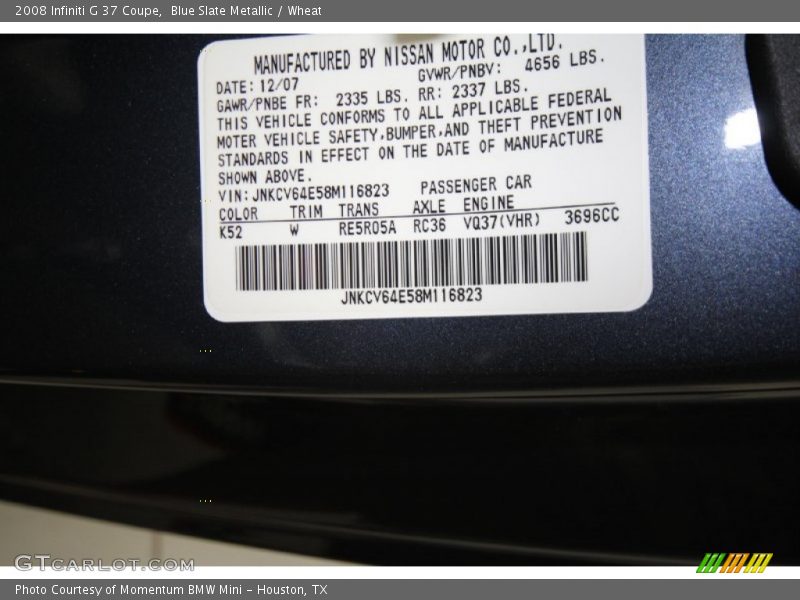 2008 Infiniti G 37 Coupe, Blue Slate Metallic / Wheat
MANUFACTURED BY NISSAN MOTOR CO.,LTD.
DATE: 12/07 GVWR/PNBV: 4656 LBS.
GAWR/PNBE FR: 2335 LBS. RR: 2337 LBS.
THIS VEHICLE CONFORMS TO ALL APPLICABLE FEDERAL
MOTER VEHICLE SAFETY,BUMPER,AND THEFT PREVENTION
STANDARDS IN EFFECT ON THE DATE OF MANUFACTURE
SHOWN ABOVE.
VIN: JNKCV64E58M116823 PASSENGER CAR
COLOR TRIM TRANS AXLE ENGINE
K52 W RE5R05A RC36 VQ37(VHR) 3696CC
JNKCV64E58M116823
GTCARLOT.COM
Photo Courtesy of Momentum BMW Mini - Houston, TX